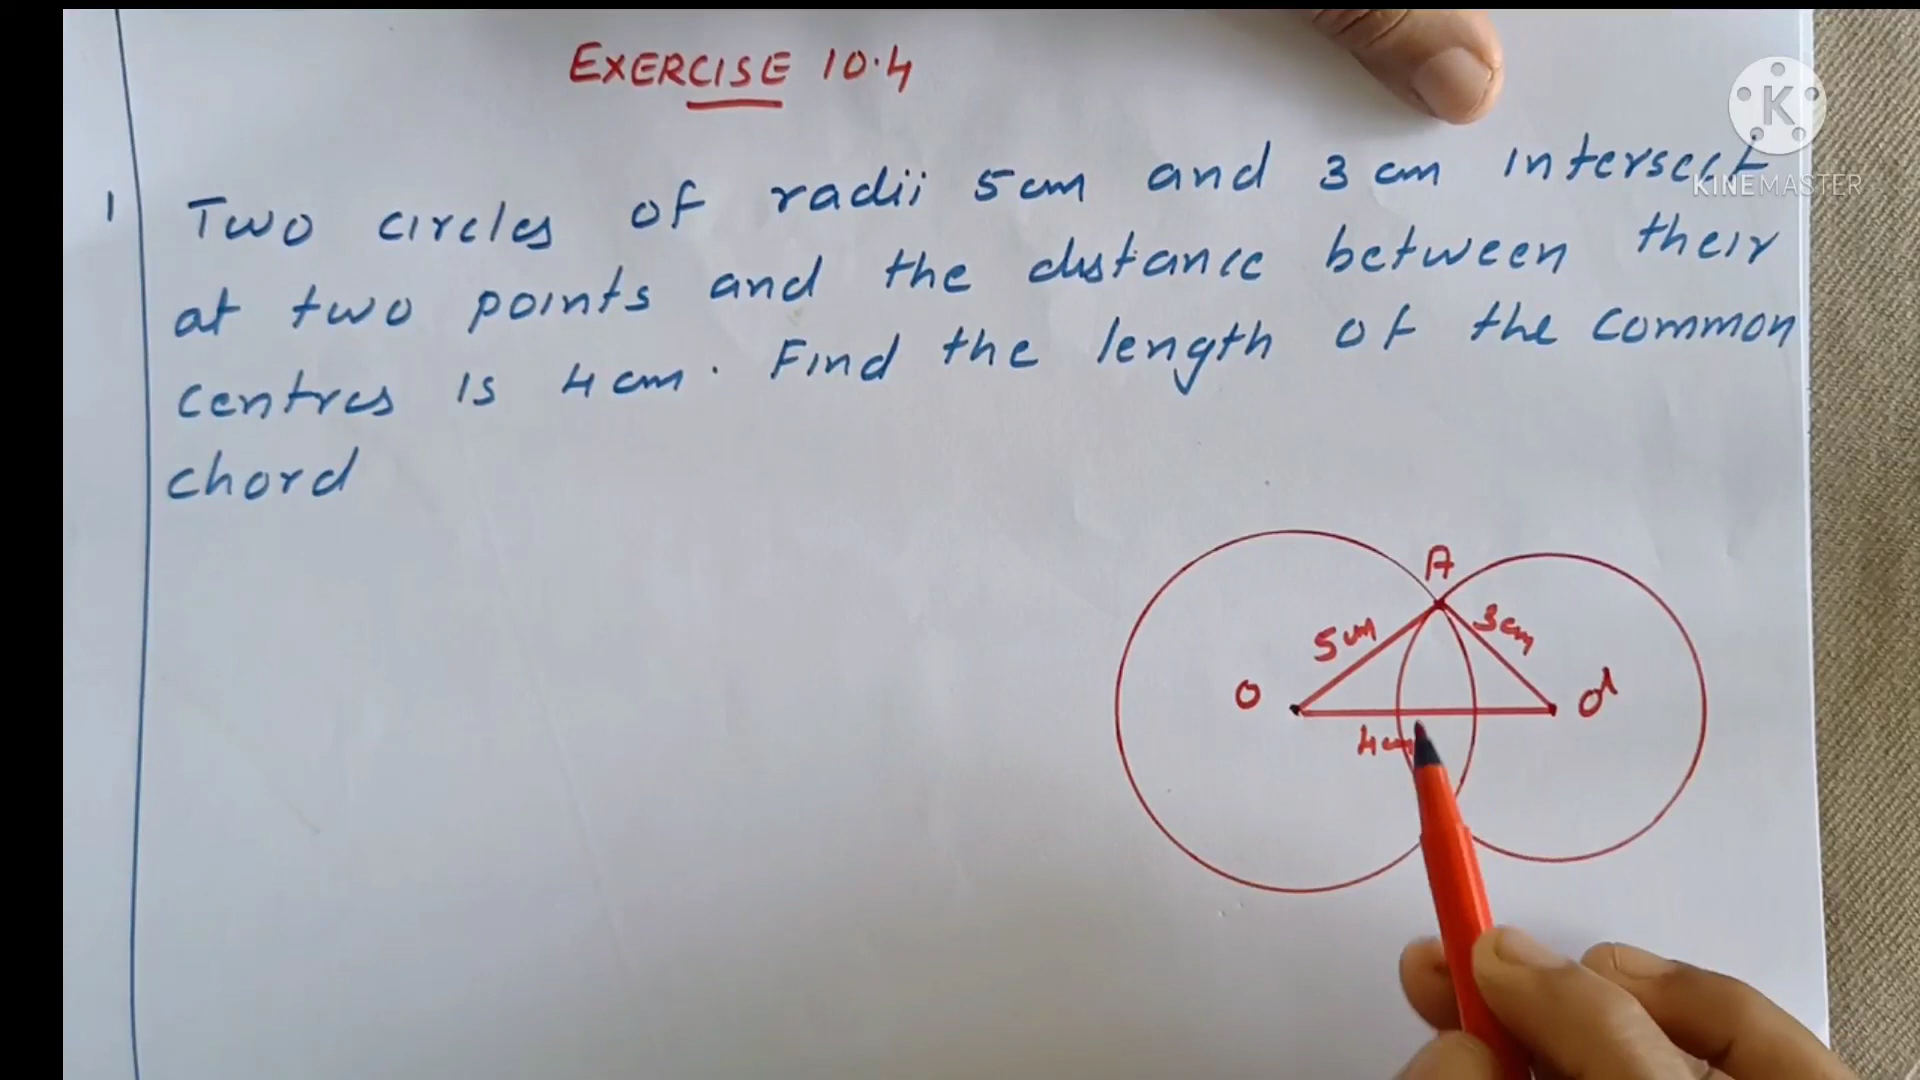 EXERCISE 10.4
K
KINEMASTER
1 Two circles of radii 5cm and 3cm intersect
at two points and the distance between their
centres is 4cm. Find the length of the common
chord
A
5cm
3cm
O
O'
4cm